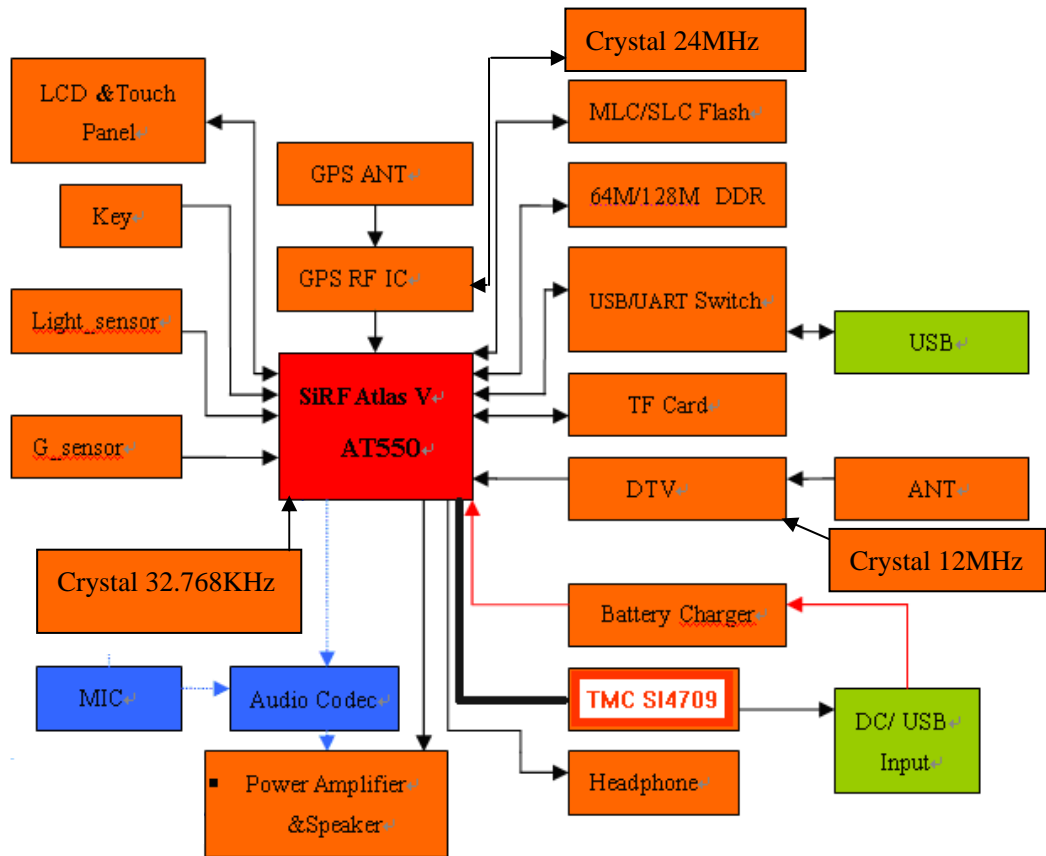 Crystal 24MHz
LCD &Touch
Panel
MLC/SLC Flash
GPS ANT
64M/128M DDR
Key
GPS RF IC
USB/UART Switch
Light_sensor
USB
SiRF Atlas V
AT550
TF Card
G_sensor
DTV
ANT
Crystal 32.768KHz
Crystal 12MHz
Battery Charger
MIC
Audio Codec
TMC SI4709
DC/ USB
Input
Power Amplifier
&Speaker
Headphone